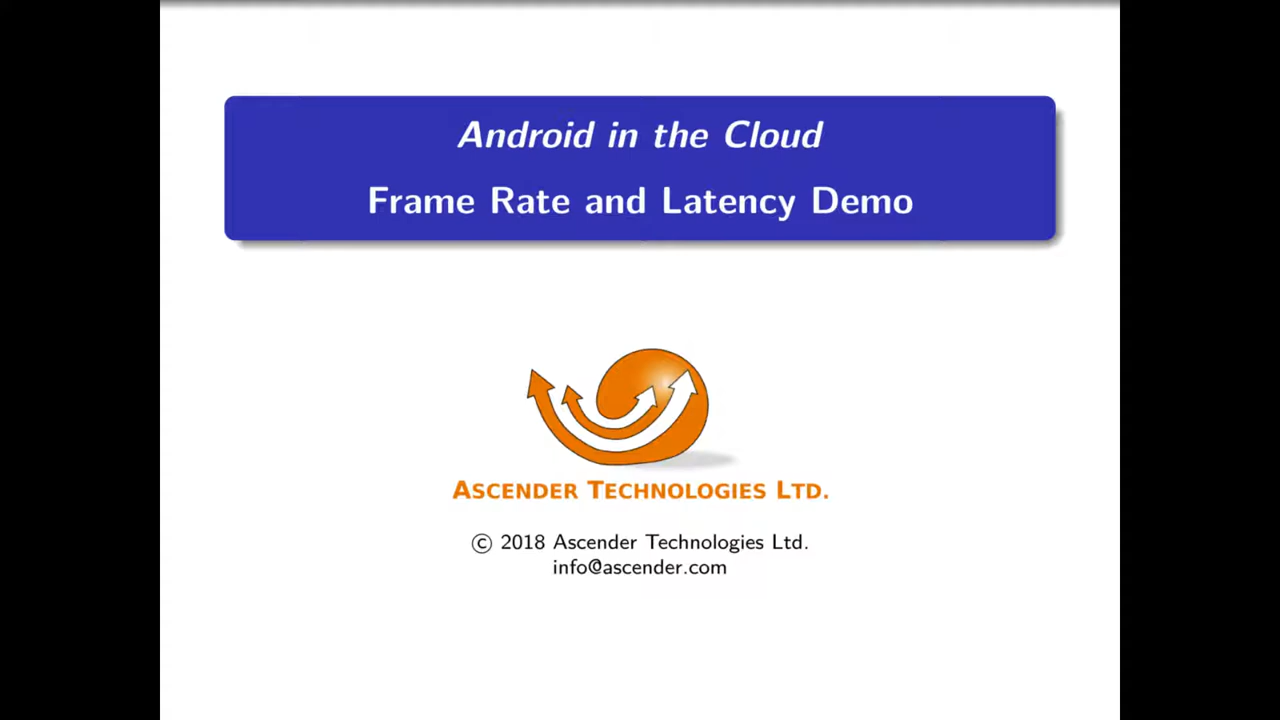 Android in the Cloud
Frame Rate and Latency Demo
ASCENDER TECHNOLOGIES LTD.
© 2018 Ascender Technologies Ltd.
info@ascender.com